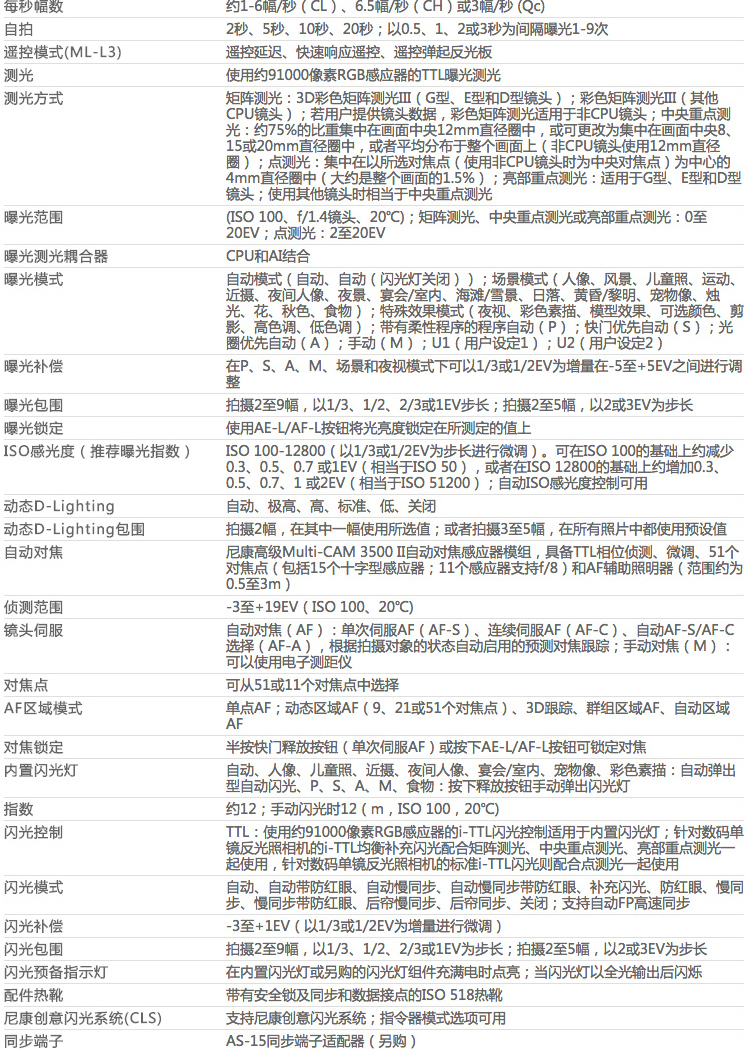 每秒幅数 约1-6幅/秒（CL）、6.5幅/秒（CH）或3幅/秒 (Qc)
自拍 2秒、5秒、10秒、20秒；以0.5、1、2或3秒为间隔曝光1-9次
遥控模式(ML-L3) 遥控延迟、快速响应遥控、遥控弹起反光板
测光 使用约91000像素RGB感应器的TTL曝光测光
测光方式 矩阵测光：3D彩色矩阵测光III（G型、E型和D型镜头）；彩色矩阵测光III（其他
CPU镜头）；若用户提供镜头数据，彩色矩阵测光适用于非CPU镜头；中央重点测
光：约75%的比重集中在画面中央12mm直径圈中，或可更改为集中在画面中央8、
15或20mm直径圈中，或者平均分布于整个画面上（非CPU镜头使用12mm直径
圈）；点测光：集中在以所选对焦点（使用非CPU镜头时为中央对焦点）为中心的
4mm直径圈中（大约是整个画面的1.5%）；亮部重点测光：适用于G型、E型和D型
镜头；使用其他镜头时相当于中央重点测光
曝光范围 (ISO 100、f/1.4镜头、20℃)；矩阵测光、中央重点测光或亮部重点测光：0至
20EV；点测光：2至20EV
曝光测光耦合器 CPU和AI结合
曝光模式 自动模式（自动、自动（闪光灯关闭））；场景模式（人像、风景、儿童照、运动、
近摄、夜间人像、夜景、宴会/室内、海滩/雪景、日落、黄昏/黎明、宠物像、烛
光、花、秋色、食物）；特殊效果模式（夜视、彩色素描、模型效果、可选颜色、剪
影、高色调、低色调）；带有柔性程序的程序自动（P）；快门优先自动（S）；光
圈优先自动（A）；手动（M）；U1（用户设定1）；U2（用户设定2）
曝光补偿 在P、S、A、M、场景和夜视模式下可以1/3或1/2EV为增量在-5至+5EV之间进行调
整
曝光包围 拍摄2至9幅，以1/3、1/2、2/3或1EV步长；拍摄2至5幅，以2或3EV为步长
曝光锁定 使用AE-L/AF-L按钮将光亮度锁定在所测定的值上
ISO感光度（推荐曝光指数） ISO 100-12800（以1/3或1/2EV为步长进行微调）。可在ISO 100的基础上约减少
0.3、0.5、0.7 或1EV（相当于ISO 50），或者在ISO 12800的基础上约增加0.3、
0.5、0.7、1 或2EV（相当于ISO 51200）；自动ISO感光度控制可用
动态D-Lighting 自动、极高、高、标准、低、关闭
动态D-Lighting包围 拍摄2幅，在其中一幅使用所选值；或者拍摄3至5幅，在所有照片中都使用预设值
自动对焦 尼康高级Multi-CAM 3500 II自动对焦感应器模组，具备TTL相位侦测、微调、51个
对焦点（包括15个十字型感应器；11个感应器支持f/8）和AF辅助照明器（范围约为
0.5至3m）
侦测范围 -3至+19EV（ISO 100、20℃)
镜头伺服 自动对焦（AF）：单次伺服AF（AF-S）、连续伺服AF（AF-C）、自动AF-S/AF-C
选择（AF-A），根据拍摄对象的状态自动启用的预测对焦跟踪；手动对焦（M）：
可以使用电子测距仪
对焦点 可从51或11个对焦点中选择
AF区域模式 单点AF；动态区域AF（9、21或51个对焦点）、3D跟踪、群组区域AF、自动区域
AF
对焦锁定 半按快门释放按钮（单次伺服AF）或按下AE-L/AF-L按钮可锁定对焦
内置闪光灯 自动、人像、儿童照、近摄、夜间人像、宴会/室内、宠物像、彩色素描：自动弹出
型自动闪光、P、S、A、M、食物：按下释放按钮手动弹出闪光灯
指数 约12；手动闪光时12（m，ISO 100，20℃)
闪光控制 TTL：使用约91000像素RGB感应器的i-TTL闪光控制适用于内置闪光灯；针对数码单
镜反光照相机的i-TTL均衡补充闪光配合矩阵测光、中央重点测光、亮部重点测光一
起使用，针对数码单镜反光照相机的标准i-TTL闪光则配合点测光一起使用
闪光模式 自动、自动带防红眼、自动慢同步、自动慢同步带防红眼、补充闪光、防红眼、慢同
步、慢同步带防红眼、后帘慢同步、后帘同步、关闭；支持自动FP高速同步
闪光补偿 -3至+1EV（以1/3或1/2EV为增量进行微调）
闪光包围 拍摄2至9幅，以1/3、1/2、2/3或1EV为步长；拍摄2至5幅，以2或3EV为步长
闪光预备指示灯 在内置闪光灯或另购的闪光灯组件充满电时点亮；当闪光灯以全光输出后闪烁
配件热靴 带有安全锁及同步和数据接点的ISO 518热靴
尼康创意闪光系统(CLS) 支持尼康创意闪光系统；指令器模式选项可用
同步端子 AS-15同步端子适配器（另购）